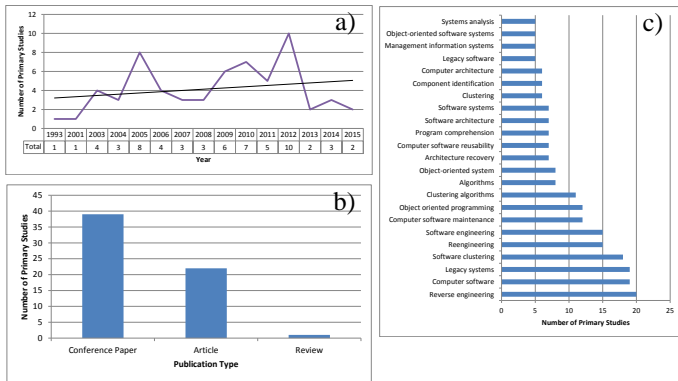 a)
Number of Primary Studies
12
10
8
6
4
2
0
1993 2001 2003 2004 2005 2006 2007 2008 2009 2010 2011 2012 2013 2014 2015
Total 1 1 4 3 8 4 3 3 6 7 5 10 2 3 2
Year
b)
Number of Primary Studies
45
40
35
30
25
20
15
10
5
0
Conference Paper Article Review
Publication Type
c)
Systems analysis
Object-oriented software systems
Management information systems
Legacy software
Computer architecture
Component identification
Clustering
Software systems
Software architecture
Program comprehension
Computer software reusability
Architecture recovery
Object-oriented system
Algorithms
Clustering algorithms
Object oriented programming
Computer software maintenance
Software engineering
Reengineering
Software clustering
Legacy systems
Computer software
Reverse engineering
0 5 10 15 20 25
Number of Primary Studies